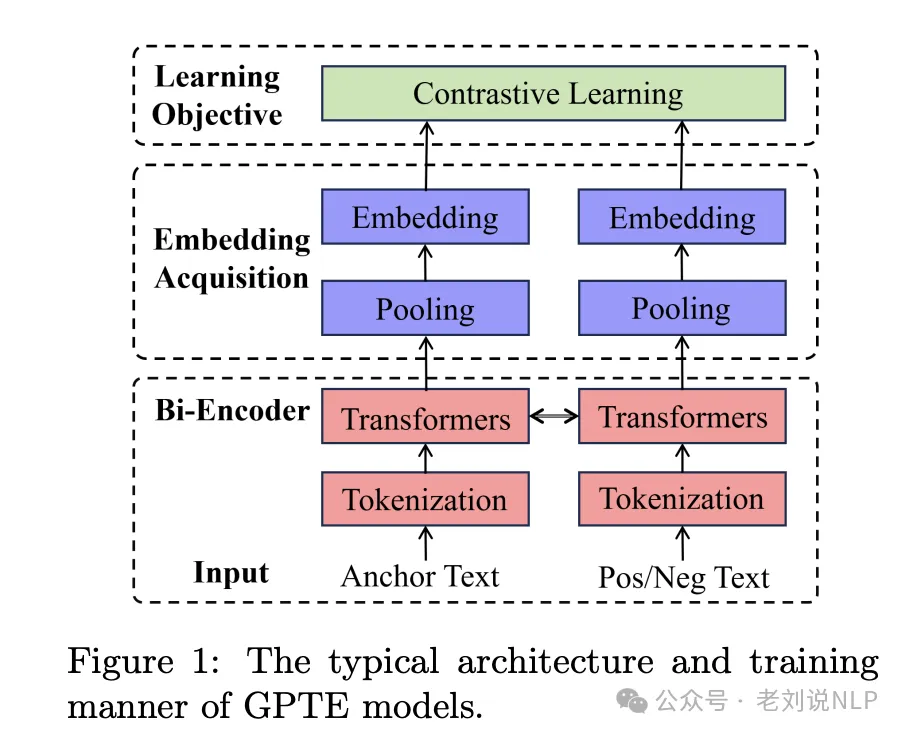 Learning
Objective
Contrastive Learning
Embedding
Acquisition
Embedding
Embedding
Pooling
Pooling
Bi-Encoder
Transformers
Transformers
Tokenization
Tokenization
Input
Anchor Text
Pos/Neg Text
Figure 1: The typical architecture and training
manner of GPTE models.
公众号 · 老刘说NLP